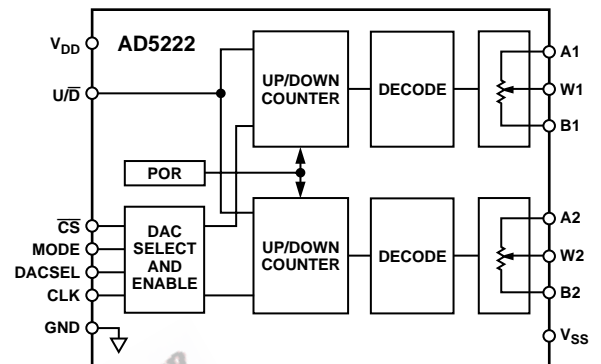 AD5222
VDD
U/D̅
UP/DOWN
COUNTER
DECODE
A1
W1
B1
POR
C̅S̅
MODE
DACSEL
CLK
GND
DAC
SELECT
AND
ENABLE
UP/DOWN
COUNTER
DECODE
A2
W2
B2
VSS